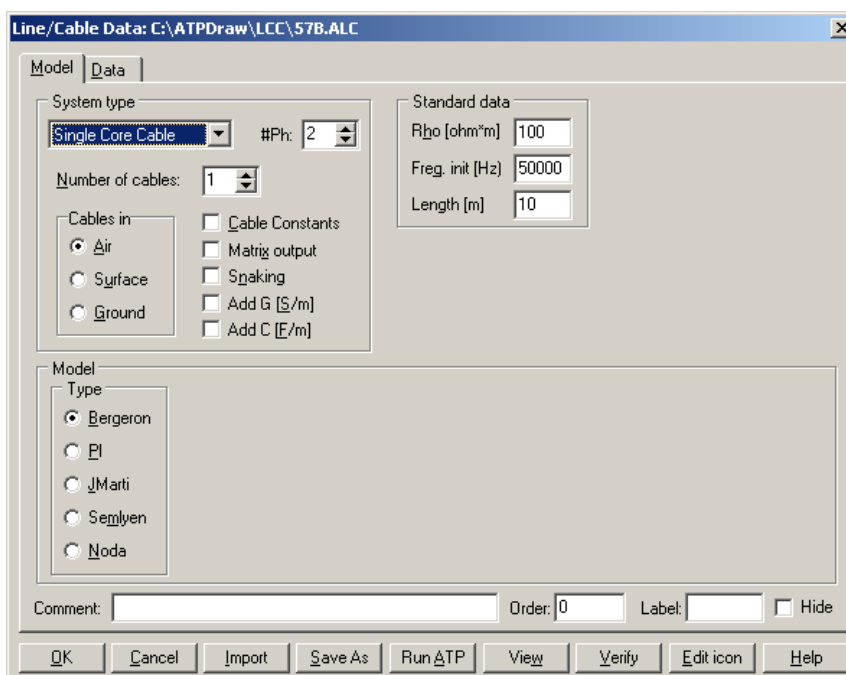 Line/Cable Data: C:\ATPDraw\LCC\57B.ALC
Model Data
System type
Single Core Cable #Ph: 2
Number of cables: 1
Cables in
Air
Surface
Ground
Cable Constants
Matrix output
Snaking
Add G [S/m]
Add C [F/m]
Standard data
Rho [ohm*m] 100
Freq. init [Hz] 50000
Length [m] 10
Model
Type
Bergeron
PI
JMarti
Semlyen
Noda
Comment: Order: 0 Label: Hide
OK Cancel Import Save As Run ATP View Verify Edit icon Help